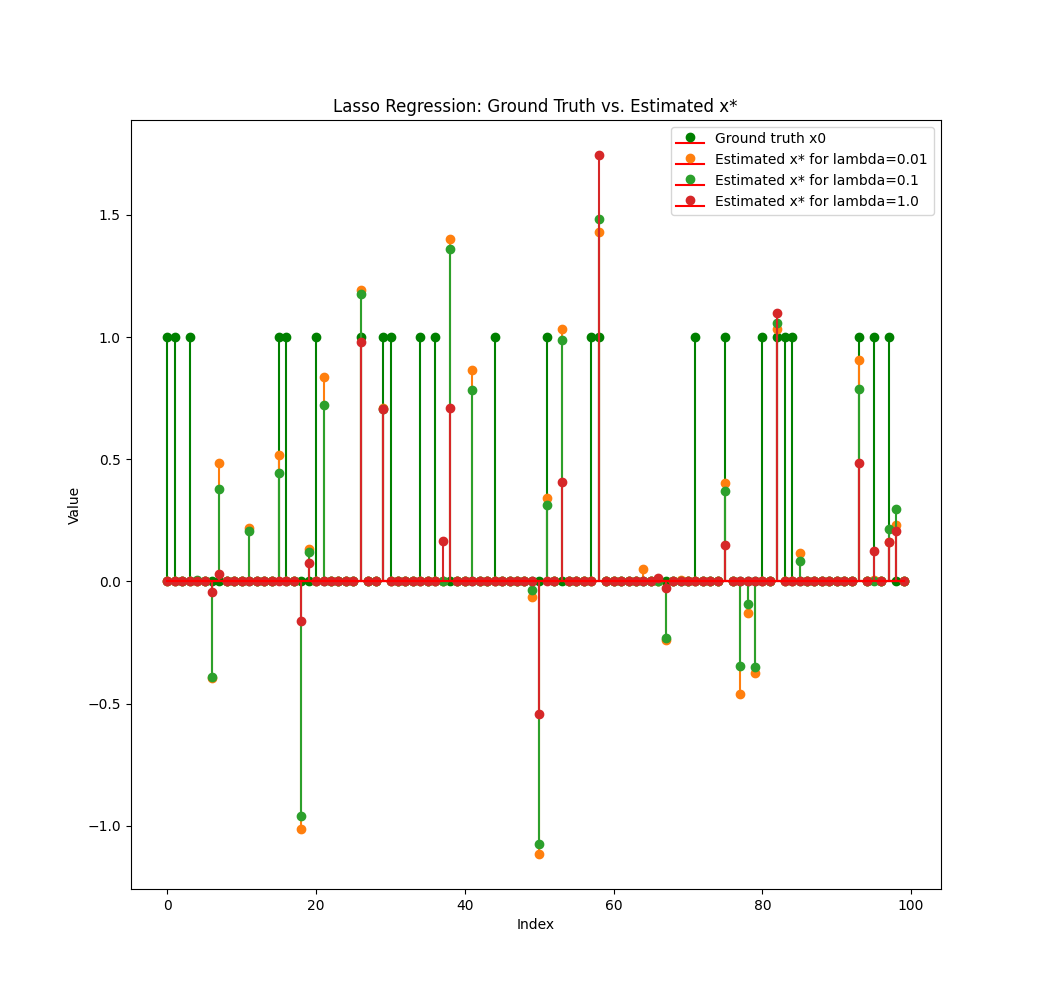 Lasso Regression: Ground Truth vs. Estimated x*
Ground truth x0
Estimated x* for lambda=0.01
Estimated x* for lambda=0.1
Estimated x* for lambda=1.0
1.5
1.0
0.5
0.0
−0.5
−1.0
Value
0 20 40 60 80 100
Index